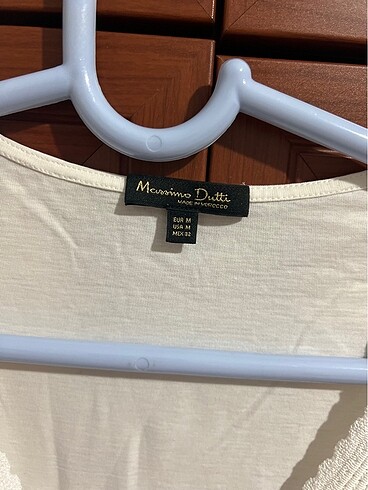 Massimo Dutti
MADE IN MOROCCO
EUR M
USA M
MEX 32